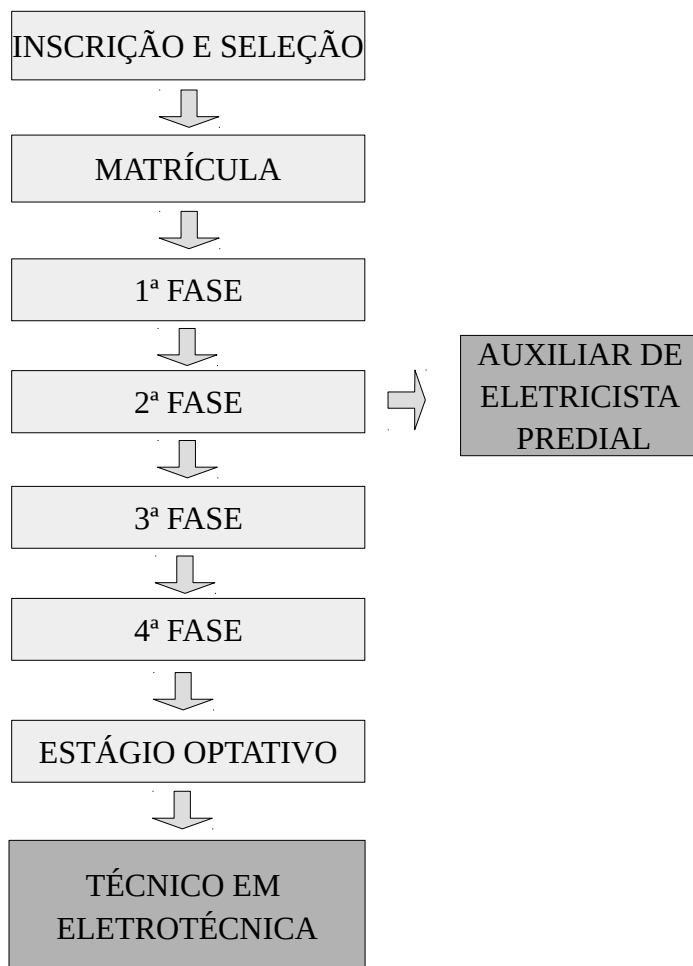 INSCRIÇÃO E SELEÇÃO
MATRÍCULA
1ª FASE
2ª FASE
AUXILIAR DE
ELETRICISTA
PREDIAL
3ª FASE
4ª FASE
ESTÁGIO OPTATIVO
TÉCNICO EM
ELETROTÉCNICA